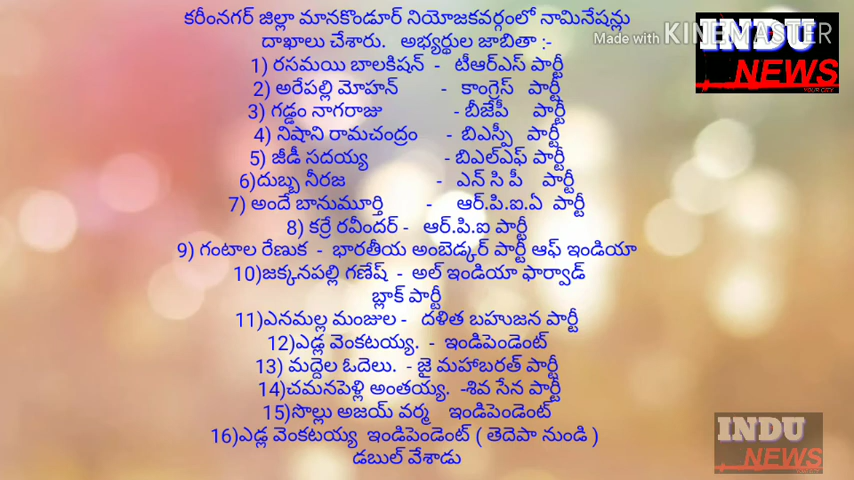 కరీంనగర్ జిల్లా మానకొండూర్ నియోజకవర్గంలో నామినేషన్లు
దాఖాలు చేశారు. అభ్యర్థుల జాబితా :-
1) రసమయి బాలకిషన్ - టీఆర్ఎస్ పార్టీ
2) అరేపల్లి మోహన్ - కాంగ్రెస్ పార్టీ
3) గడ్డం నాగరాజు - బీజేపీ పార్టీ
4) నిషాని రామచంద్రం - బిఎస్పీ పార్టీ
5) జీడీ సదయ్య - బిఎల్ఎఫ్ పార్టీ
6)దుబ్బ నీరజ - ఎన్ సి పీ పార్టీ
7) అందే బానుమూర్తి - ఆర్.పి.ఐ.ఏ పార్టీ
8) కర్రే రవీందర్ - ఆర్.పి.ఐ పార్టీ
9) గంటాల రేణుక - భారతీయ అంబెడ్కర్ పార్టీ ఆఫ్ ఇండియా
10)జక్కనపల్లి గణేష్ - అల్ ఇండియా ఫార్వాడ్
బ్లాక్ పార్టీ
11)ఎనమల్ల మంజుల - దళిత బహుజన పార్టీ
12)ఎడ్ల వెంకటయ్య. - ఇండిపెండెంట్
13) మద్దెల ఓదెలు. - జై మహాబరత్ పార్టీ
14)చమనపెళ్లి అంతయ్య. -శివ సేన పార్టీ
15)సొల్లు అజయ్ వర్మ ఇండిపెండెంట్
16)ఎడ్ల వెంకటయ్య ఇండిపెండెంట్ ( తెదెపా నుండి )
డబుల్ వేశాడు
Made with KINEMASTER
INDU
NEWS
YOUR CITY
INDU
NEWS